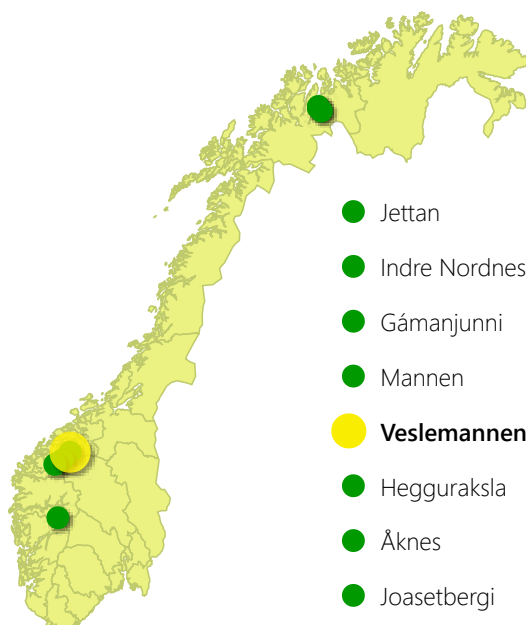 Jettan
Indre Nordnes
Gámanjunni
Mannen
Veslemannen
Hegguraksla
Åknes
Joasetbergi